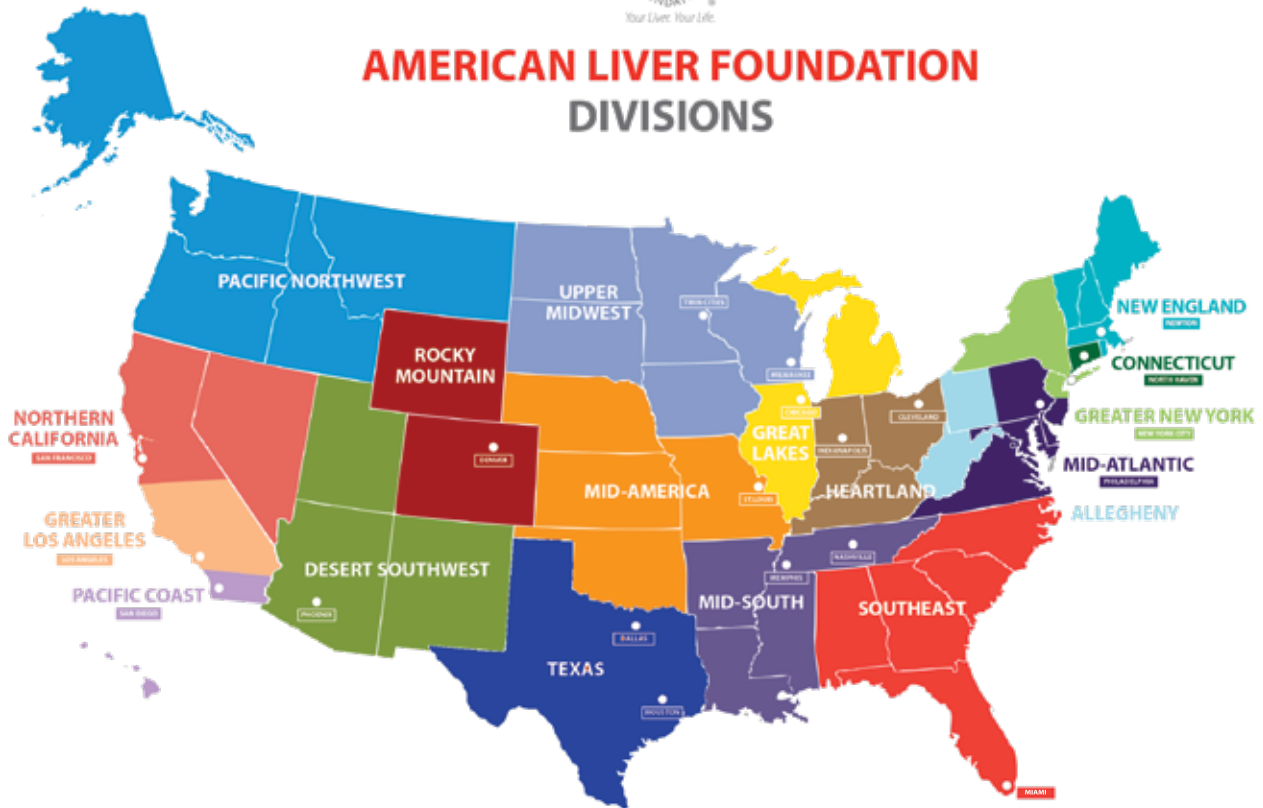 Your Liver. Your Life.
AMERICAN LIVER FOUNDATION
DIVISIONS
PACIFIC NORTHWEST
UPPER
MIDWEST
TWIN CITIES
ROCKY
MOUNTAIN
MILWAUKEE
NEW ENGLAND
NEWTON
CONNECTICUT
NORTH HAVEN
NORTHERN
CALIFORNIA
SAN FRANCISCO
DENVER
CHICAGO
GREAT
LAKES
CLEVELAND
INDIANAPOLIS
GREATER NEW YORK
NEW YORK CITY
MID-AMERICA
ST. LOUIS
HEARTLAND
MID-ATLANTIC
PHILADELPHIA
GREATER
LOS ANGELES
LOS ANGELES
ALLEGHENY
DESERT SOUTHWEST
PHOENIX
NASHVILLE
MEMPHIS
PACIFIC COAST
SAN DIEGO
MID-SOUTH
SOUTHEAST
DALLAS
TEXAS
HOUSTON
MIAMI